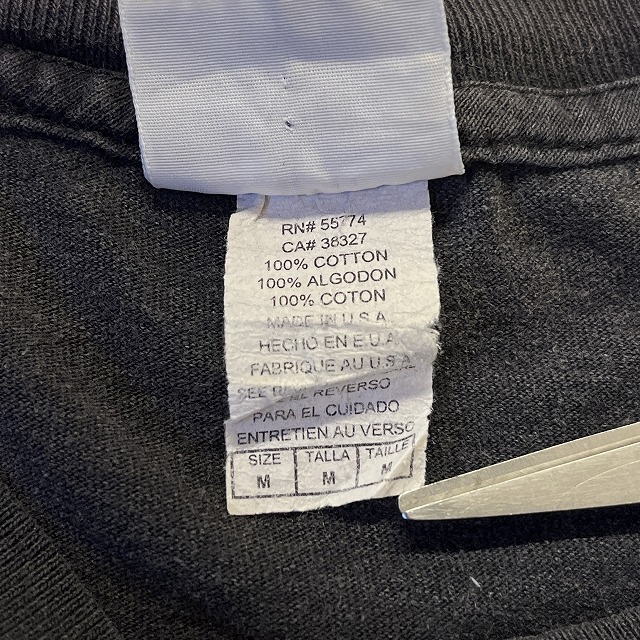 RN# 55774
CA# 38327
100% COTTON
100% ALGODON
100% COTON
MADE IN U.S.A
HECHO EN E.U.A
FABRIQUE AU U.S.A.
SEE REVERSO
PARA EL CUIDADO
ENTRETIEN AU VERSO
SIZE TALLA TAILLE
M M M